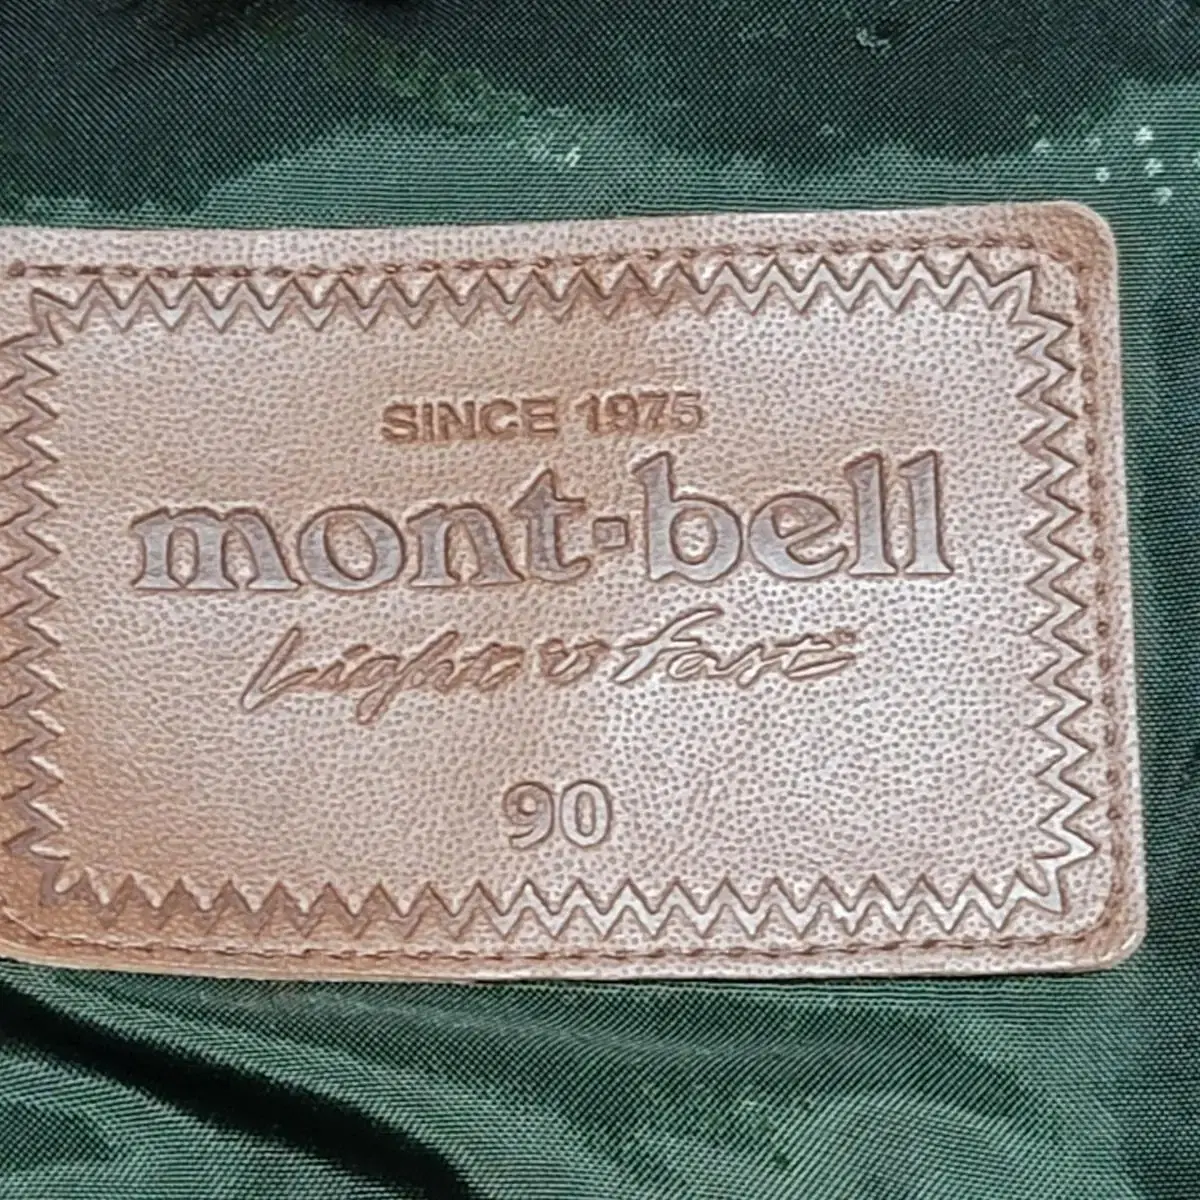 SINCE 1975
mont-bell
Light & Fast
90